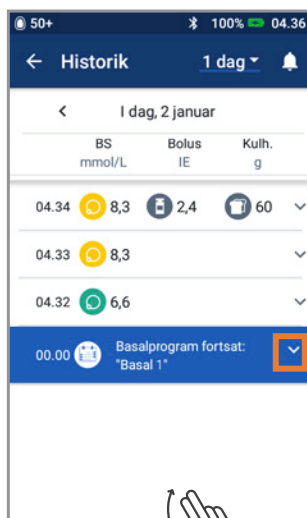 50+ 100% 04.36
Historik 1 dag
I dag, 2 januar
BS Bolus Kulh.
mmol/L IE g
04.34 8,3 2,4 60
04.33 8,3
04.32 6,6
00.00 Basalprogram fortsat:
"Basal 1"